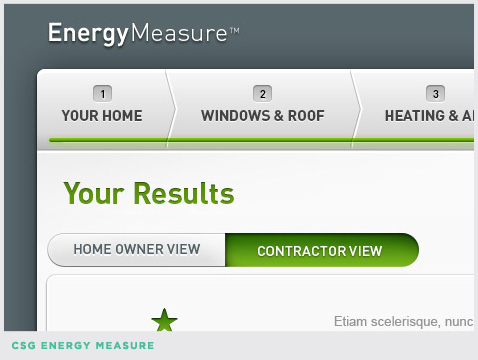 EnergyMeasure™
1 2 3
YOUR HOME WINDOWS & ROOF HEATING &
Your Results
HOME OWNER VIEW CONTRACTOR VIEW
Etiam scelerisque, nunc
CSG ENERGY MEASURE